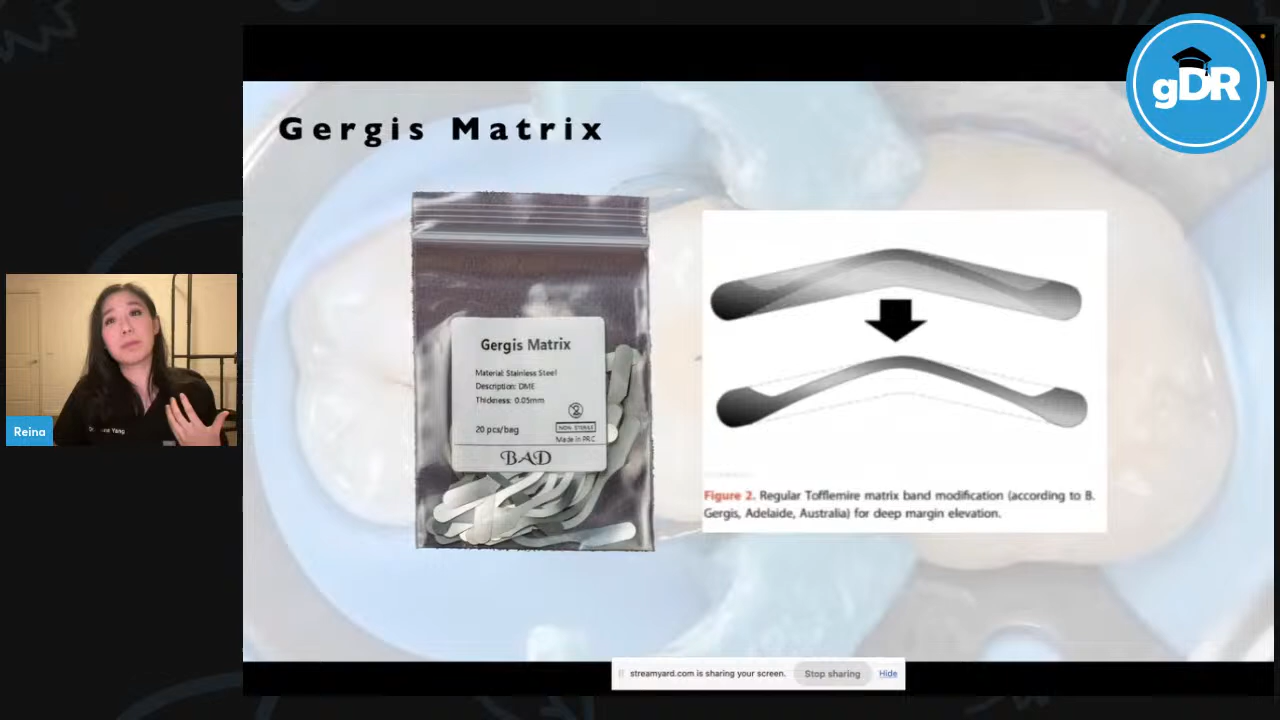 gDR
Gergis Matrix
Gergis Matrix
Material: Stainless Steel
Description: DME
Thickness: 0.05mm
20 pcs/bag
NON STERILE
Made in PRC
BAD
Figure 2. Regular Tofflemire matrix band modification (according to B.
Gergis, Adelaide, Australia) for deep margin elevation.
Reina
Yang
streamyard.com is sharing your screen.
Stop sharing
Hide